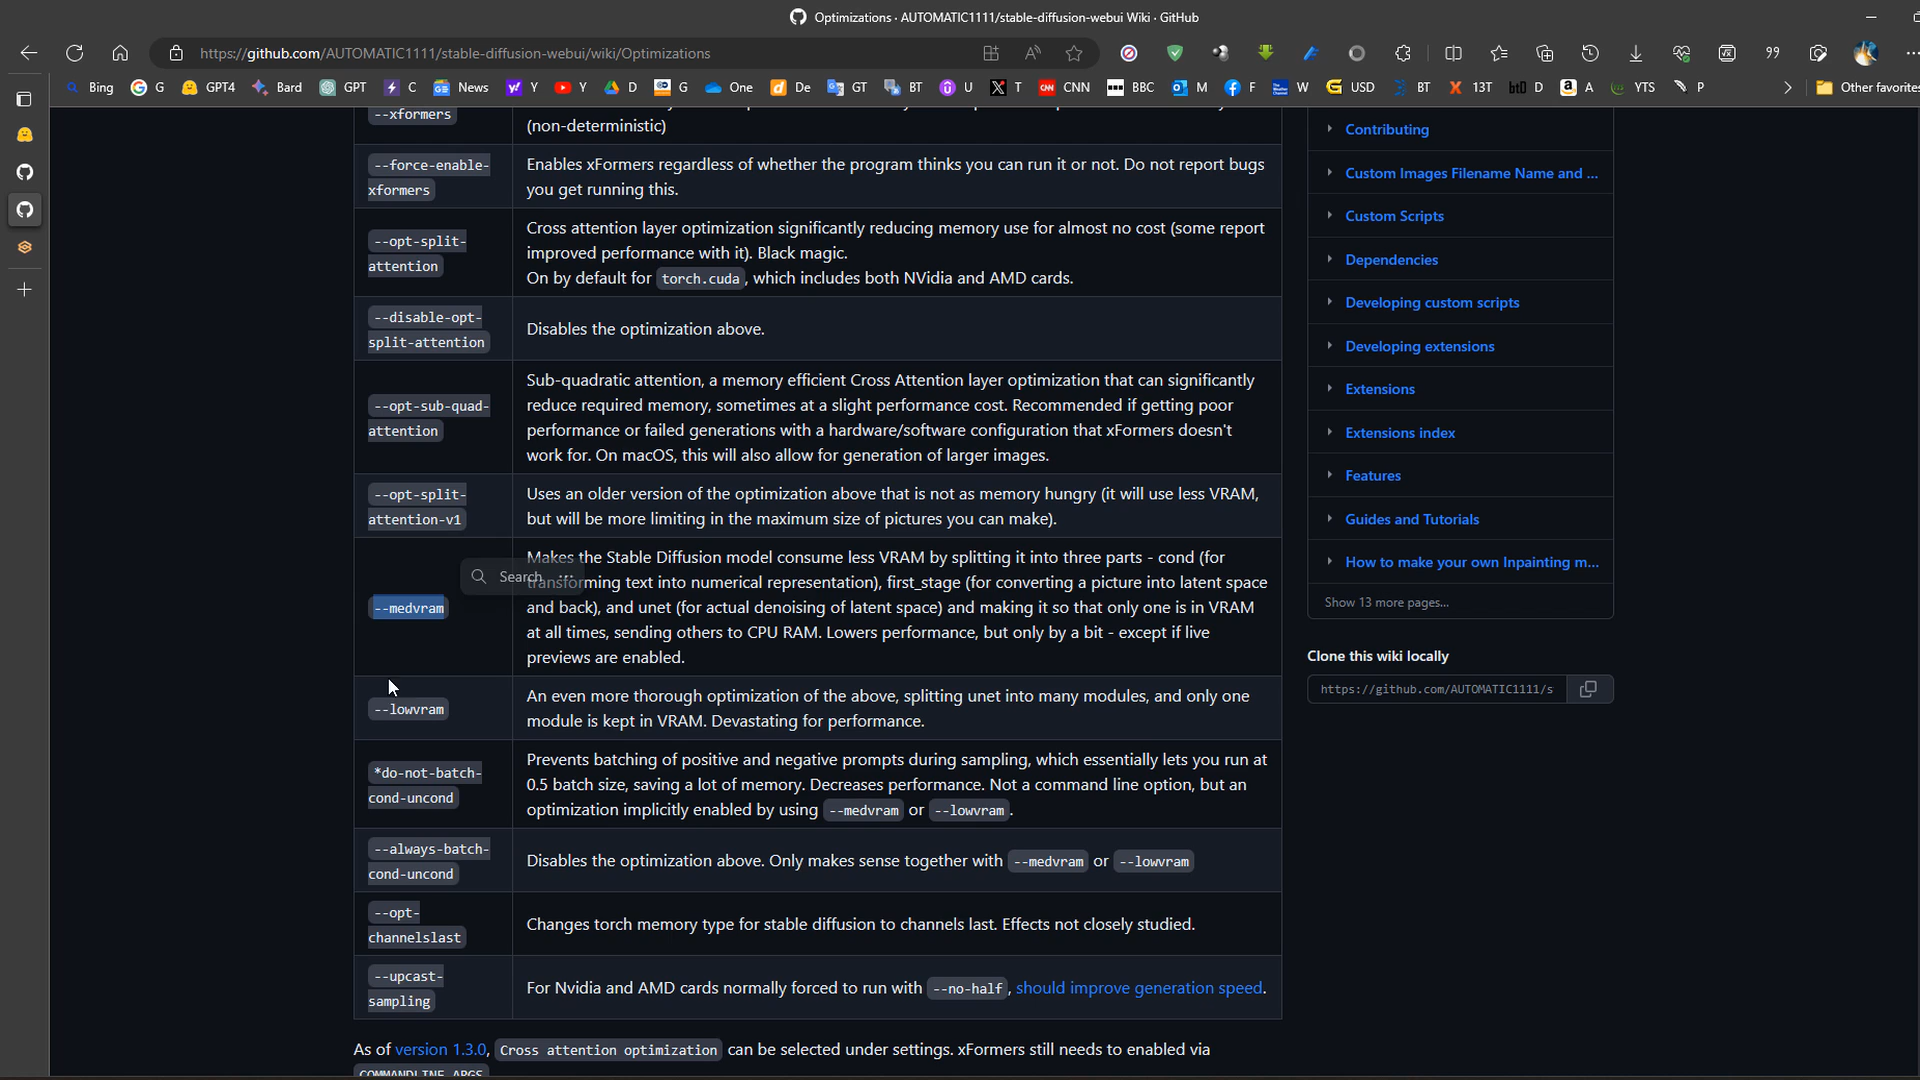 Optimizations · AUTOMATIC1111/stable-diffusion-webui Wiki · GitHub
https://github.com/AUTOMATIC1111/stable-diffusion-webui/wiki/Optimizations
Bing G GPT4 Bard GPT C News Y Y D G One De GT BT U T CNN BBC M F W USD BT 13T D A YTS P Other favorites
--xformers
(non-deterministic)
--force-enable-
xformers
Enables xFormers regardless of whether the program thinks you can run it or not. Do not report bugs
you get running this.
--opt-split-
attention
Cross attention layer optimization significantly reducing memory use for almost no cost (some report
improved performance with it). Black magic.
On by default for torch.cuda, which includes both NVidia and AMD cards.
--disable-opt-
split-attention
Disables the optimization above.
--opt-sub-quad-
attention
Sub-quadratic attention, a memory efficient Cross Attention layer optimization that can significantly
reduce required memory, sometimes at a slight performance cost. Recommended if getting poor
performance or failed generations with a hardware/software configuration that xFormers doesn't
work for. On macOS, this will also allow for generation of larger images.
--opt-split-
attention-v1
Uses an older version of the optimization above that is not as memory hungry (it will use less VRAM,
but will be more limiting in the maximum size of pictures you can make).
--medvram
Search ···
Makes the Stable Diffusion model consume less VRAM by splitting it into three parts - cond (for
transforming text into numerical representation), first_stage (for converting a picture into latent space
and back), and unet (for actual denoising of latent space) and making it so that only one is in VRAM
at all times, sending others to CPU RAM. Lowers performance, but only by a bit - except if live
previews are enabled.
--lowvram
An even more thorough optimization of the above, splitting unet into many modules, and only one
module is kept in VRAM. Devastating for performance.
*do-not-batch-
cond-uncond
Prevents batching of positive and negative prompts during sampling, which essentially lets you run at
0.5 batch size, saving a lot of memory. Decreases performance. Not a command line option, but an
optimization implicitly enabled by using --medvram or --lowvram.
--always-batch-
cond-uncond
Disables the optimization above. Only makes sense together with --medvram or --lowvram
--opt-
channelslast
Changes torch memory type for stable diffusion to channels last. Effects not closely studied.
--upcast-
sampling
For Nvidia and AMD cards normally forced to run with --no-half, should improve generation speed.
As of version 1.3.0, Cross attention optimization can be selected under settings. xFormers still needs to enabled via
COMMANDLINE_ARGS
Contributing
Custom Images Filename Name and ...
Custom Scripts
Dependencies
Developing custom scripts
Developing extensions
Extensions
Extensions index
Features
Guides and Tutorials
How to make your own Inpainting m...
Show 13 more pages...
Clone this wiki locally
https://github.com/AUTOMATIC1111/s